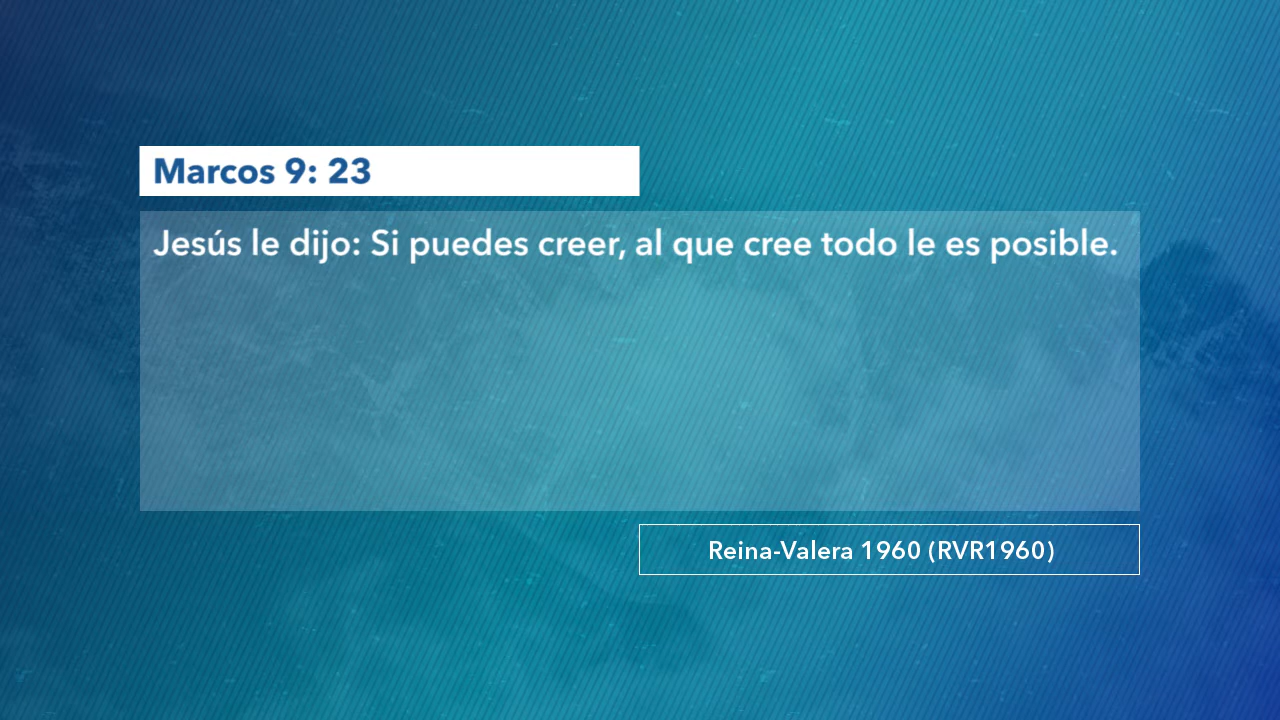 Marcos 9: 23
Jesús le dijo: Si puedes creer, al que cree todo le es posible.
Reina-Valera 1960 (RVR1960)